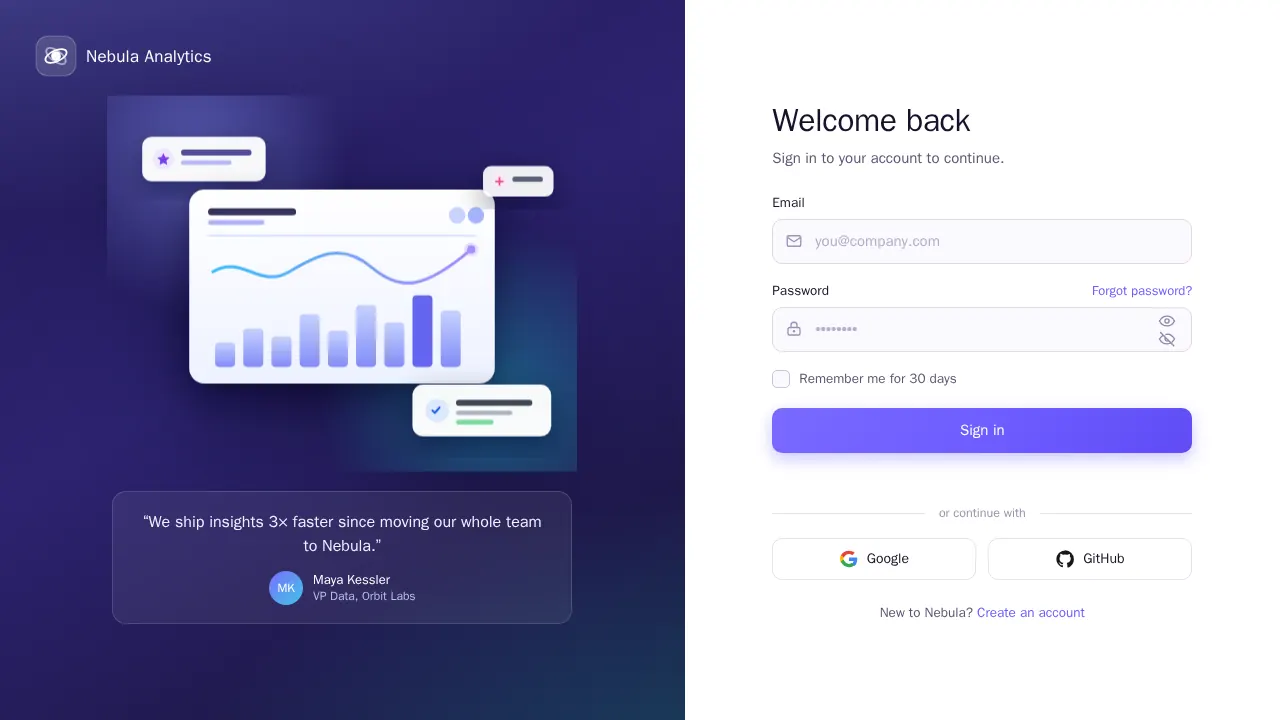 Nebula Analytics
“We ship insights 3× faster since moving our whole team
to Nebula.”
MK
Maya Kessler
VP Data, Orbit Labs
Welcome back
Sign in to your account to continue.
Email
you@company.com
Password
Forgot password?
••••••••
Remember me for 30 days
Sign in
or continue with
Google
GitHub
New to Nebula? Create an account